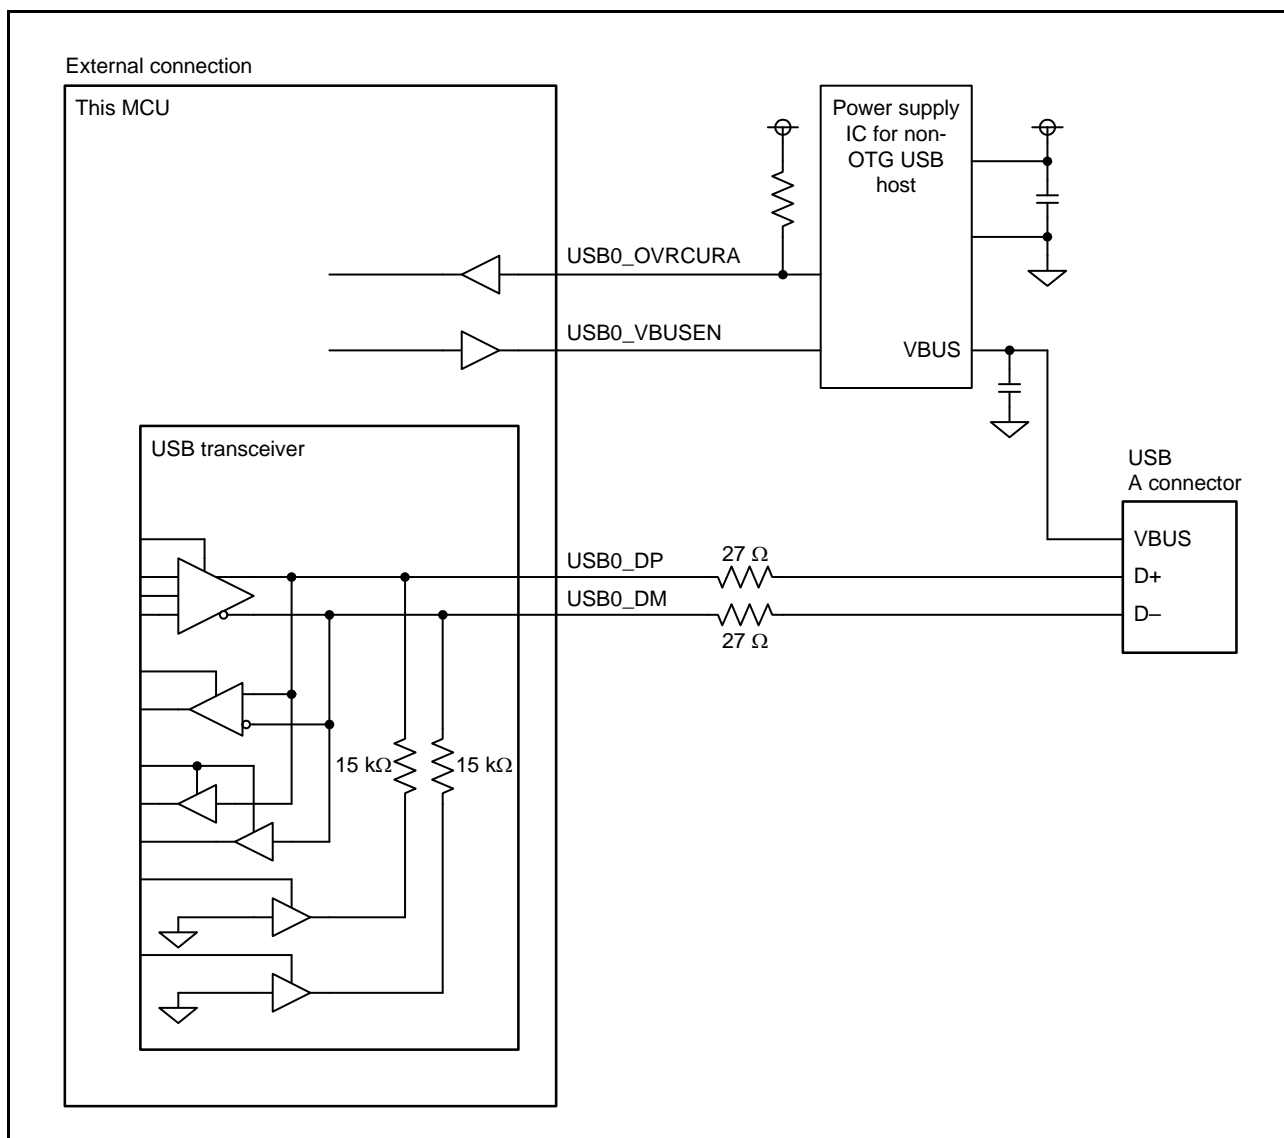 External connection
This MCU
Power supply
IC for non-
OTG USB
host
USB0_OVRCURA
USB0_VBUSEN
VBUS
USB transceiver
USB
A connector
VBUS
USB0_DP
27 Ω
D+
USB0_DM
27 Ω
D–
15 kΩ
15 kΩ